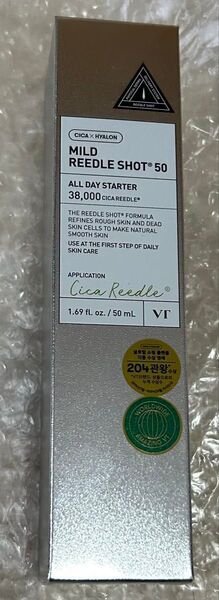 REEDLE SHOT
CICA × HYALON
MILD
REEDLE SHOT® 50
ALL DAY STARTER
38,000 CICA REEDLE®
THE REEDLE SHOT® FORMULA
REFINES ROUGH SKIN AND DEAD
SKIN CELLS TO MAKE NATURAL
SMOOTH SKIN
USE AT THE FIRST STEP OF DAILY
SKIN CARE
APPLICATION
Cica Reedle®
1.69 fl. oz. / 50 mL VT
204관왕
WORLDWIDE